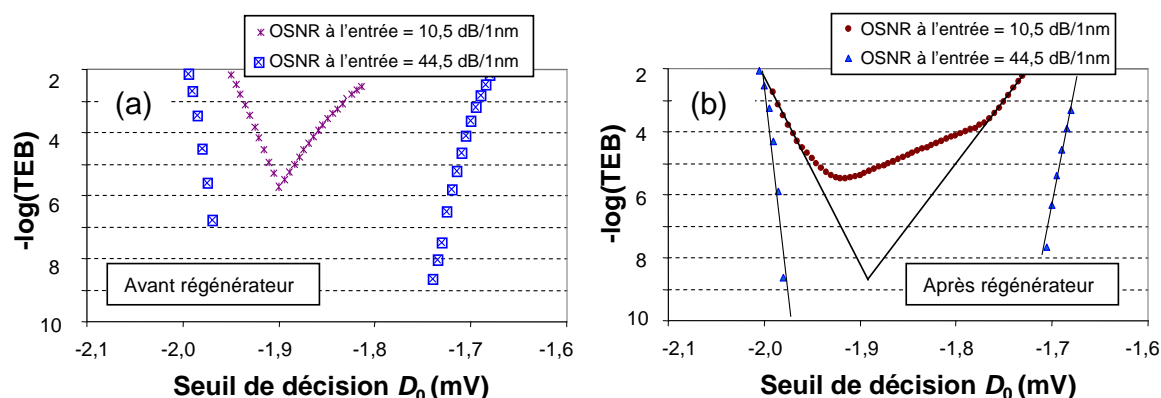 OSNR à l'entrée = 10,5 dB/1nm
OSNR à l'entrée = 44,5 dB/1nm
(a)
-log(TEB)
2
4
6
8
10
Avant régénérateur
-2,1
-2,0
-1,9
-1,8
-1,7
-1,6
Seuil de décision D0 (mV)
OSNR à l'entrée = 10,5 dB/1nm
OSNR à l'entrée = 44,5 dB/1nm
(b)
-log(TEB)
2
4
6
8
10
Après régénérateur
-2,1
-2,0
-1,9
-1,8
-1,7
-1,6
Seuil de décision D0 (mV)